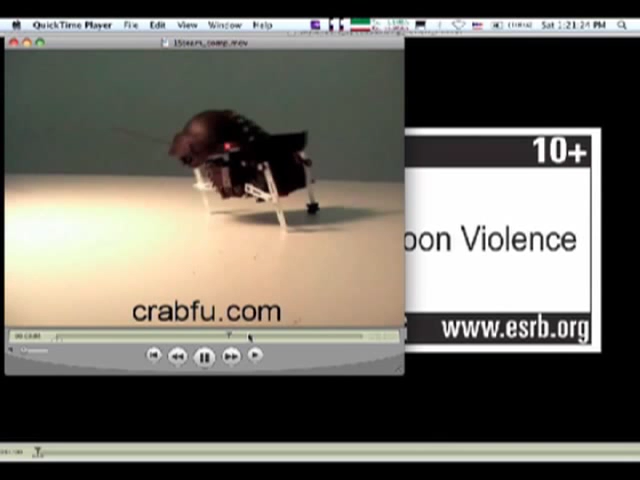 QuickTime Player File Edit View Window Help
Sat 1:21:24 PM
10+
oon Violence
crabfu.com
www.esrb.org